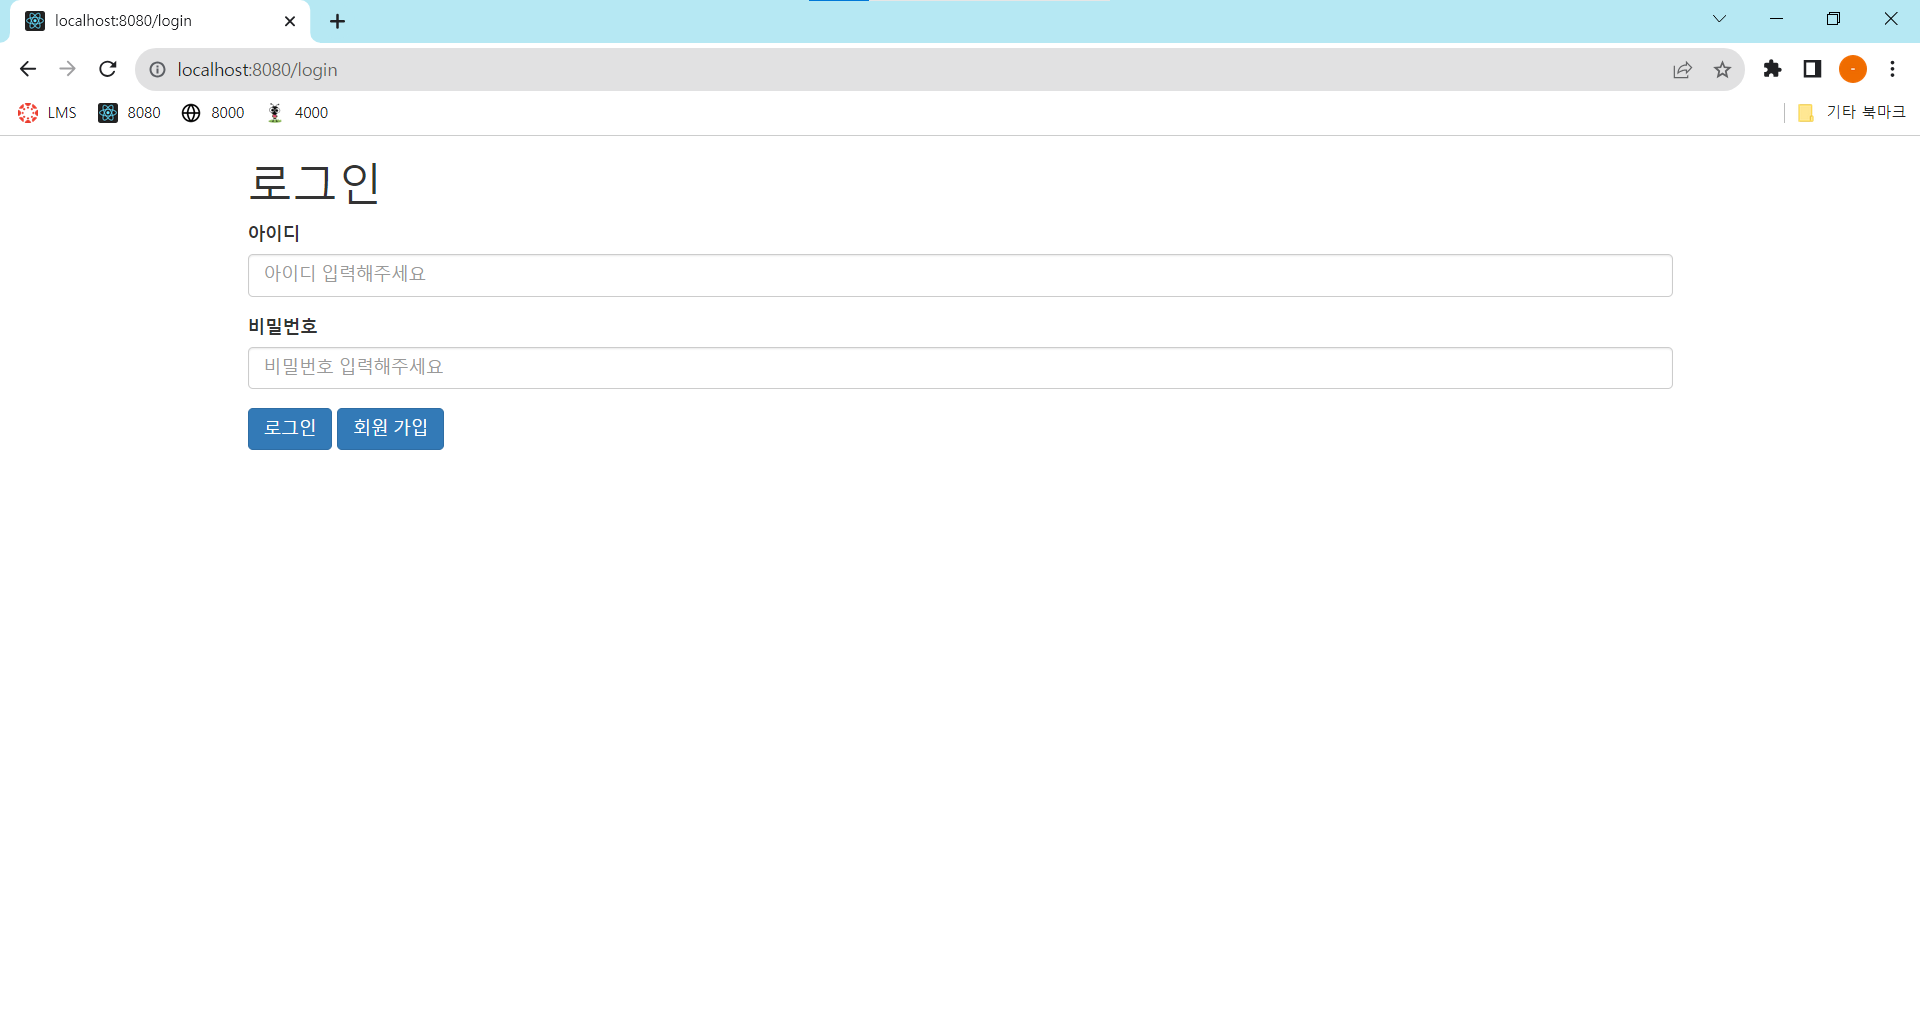 localhost:8080/login
localhost:8080/login
LMS 8080 8000 4000 기타 북마크
로그인
아이디
아이디 입력해주세요
비밀번호
비밀번호 입력해주세요
로그인 회원 가입